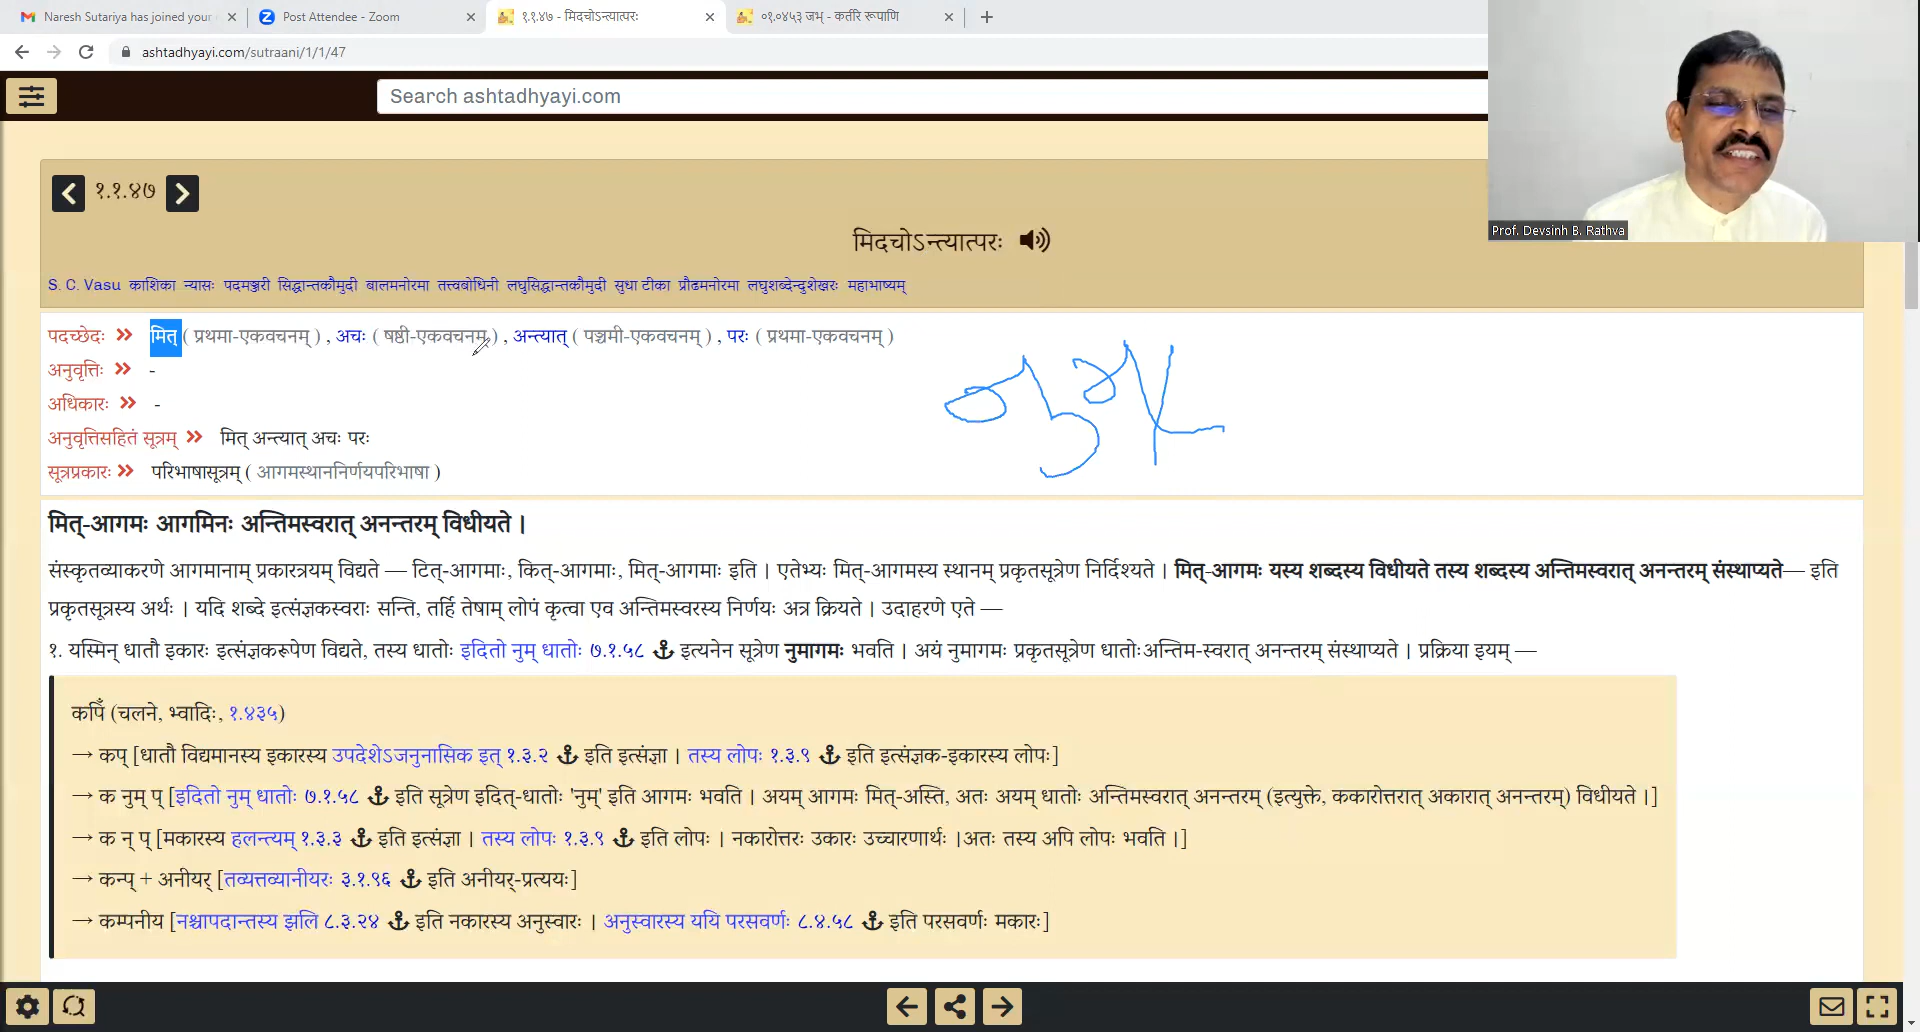 Naresh Sutariya has joined your
Post Attendee - Zoom
१.१.४७ - मिदचोऽन्त्यात्परः
०१.०४५३ जभ् - कर्तरि रूपाणि
ashtadhyayi.com/sutraani/1/1/47
Search ashtadhyayi.com
१.१.४७
मिदचोऽन्त्यात्परः
Prof. Devsinh B. Rathva
S. C. Vasu काशिका न्यासः पदमञ्जरी सिद्धान्तकौमुदी बालमनोरमा तत्त्वबोधिनी लघुसिद्धान्तकौमुदी सुधा टीका प्रौढमनोरमा लघुशब्देन्दुशेखरः महाभाष्यम्
पदच्छेदः >> मित् ( प्रथमा-एकवचनम् ) , अचः ( षष्ठी-एकवचनम् ) , अन्त्यात् ( पञ्चमी-एकवचनम् ) , परः ( प्रथमा-एकवचनम् )
अनुवृत्तिः >> -
अधिकारः >> -
अनुवृत्तिसहितं सूत्रम् >> मित् अन्त्यात् अचः परः
सूत्रप्रकारः >> परिभाषासूत्रम् ( आगमस्थाननिर्णयपरिभाषा )
मित्-आगमः आगमिनः अन्तिमस्वरात् अनन्तरम् विधीयते ।
संस्कृतव्याकरणे आगमानाम् प्रकारत्रयम् विद्यते — टित्-आगमाः, कित्-आगमाः, मित्-आगमाः इति । एतेभ्यः मित्-आगमस्य स्थानम् प्रकृतसूत्रेण निर्दिश्यते । मित्-आगमः यस्य शब्दस्य विधीयते तस्य शब्दस्य अन्तिमस्वरात् अनन्तरम् संस्थाप्यते— इति
प्रकृतसूत्रस्य अर्थः । यदि शब्दे इत्संज्ञकस्वराः सन्ति, तर्हि तेषाम् लोपं कृत्वा एव अन्तिमस्वरस्य निर्णयः अत्र क्रियते । उदाहरणे एते —
१. यस्मिन् धातौ इकारः इत्संज्ञकरूपेण विद्यते, तस्य धातोः इदितो नुम् धातोः ७.१.५८ इत्यनेन सूत्रेण नुमागमः भवति । अयं नुमागमः प्रकृतसूत्रेण धातोःअन्तिम-स्वरात् अनन्तरम् संस्थाप्यते । प्रक्रिया इयम् —
कपिँ (चलने, भ्वादिः, १.४३५)
→ कप् [धातौ विद्यमानस्य इकारस्य उपदेशेऽजनुनासिक इत् १.३.२ इति इत्संज्ञा । तस्य लोपः १.३.९ इति इत्संज्ञक-इकारस्य लोपः]
→ क नुम् प् [इदितो नुम् धातोः ७.१.५८ इति सूत्रेण इदित्-धातोः 'नुम्' इति आगमः भवति । अयम् आगमः मित्-अस्ति, अतः अयम् धातोः अन्तिमस्वरात् अनन्तरम् (इत्युक्ते, ककारोत्तरात् अकारात् अनन्तरम्) विधीयते ।]
→ क न् प् [मकारस्य हलन्त्यम् १.३.३ इति इत्संज्ञा । तस्य लोपः १.३.९ इति लोपः । नकारोत्तरः उकारः उच्चारणार्थः ।अतः तस्य अपि लोपः भवति ।]
→ कन्प् + अनीयर् [तव्यत्तव्यानीयरः ३.१.९६ इति अनीयर्-प्रत्ययः]
→ कम्पनीय [नश्चापदान्तस्य झलि ८.३.२४ इति नकारस्य अनुस्वारः । अनुस्वारस्य ययि परसवर्णः ८.४.५८ इति परसवर्णः मकारः]